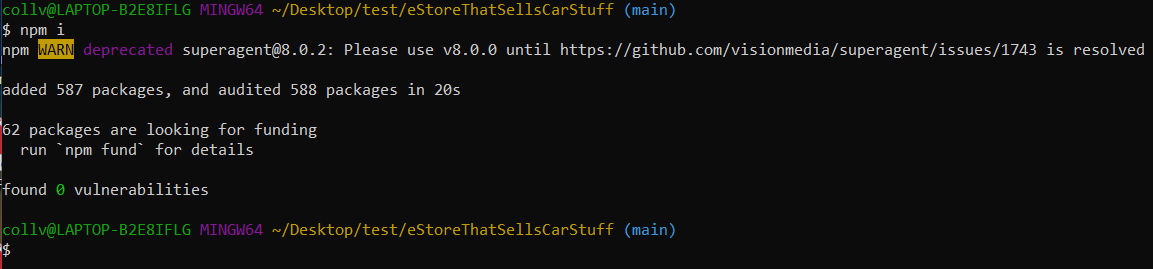 collv@LAPTOP-B2E8IFLG MINGW64 ~/Desktop/test/eStoreThatSellsCarStuff (main)
$ npm i
npm WARN deprecated superagent@8.0.2: Please use v8.0.0 until https://github.com/visionmedia/superagent/issues/1743 is resolved
added 587 packages, and audited 588 packages in 20s
62 packages are looking for funding
  run `npm fund` for details
found 0 vulnerabilities
collv@LAPTOP-B2E8IFLG MINGW64 ~/Desktop/test/eStoreThatSellsCarStuff (main)
$